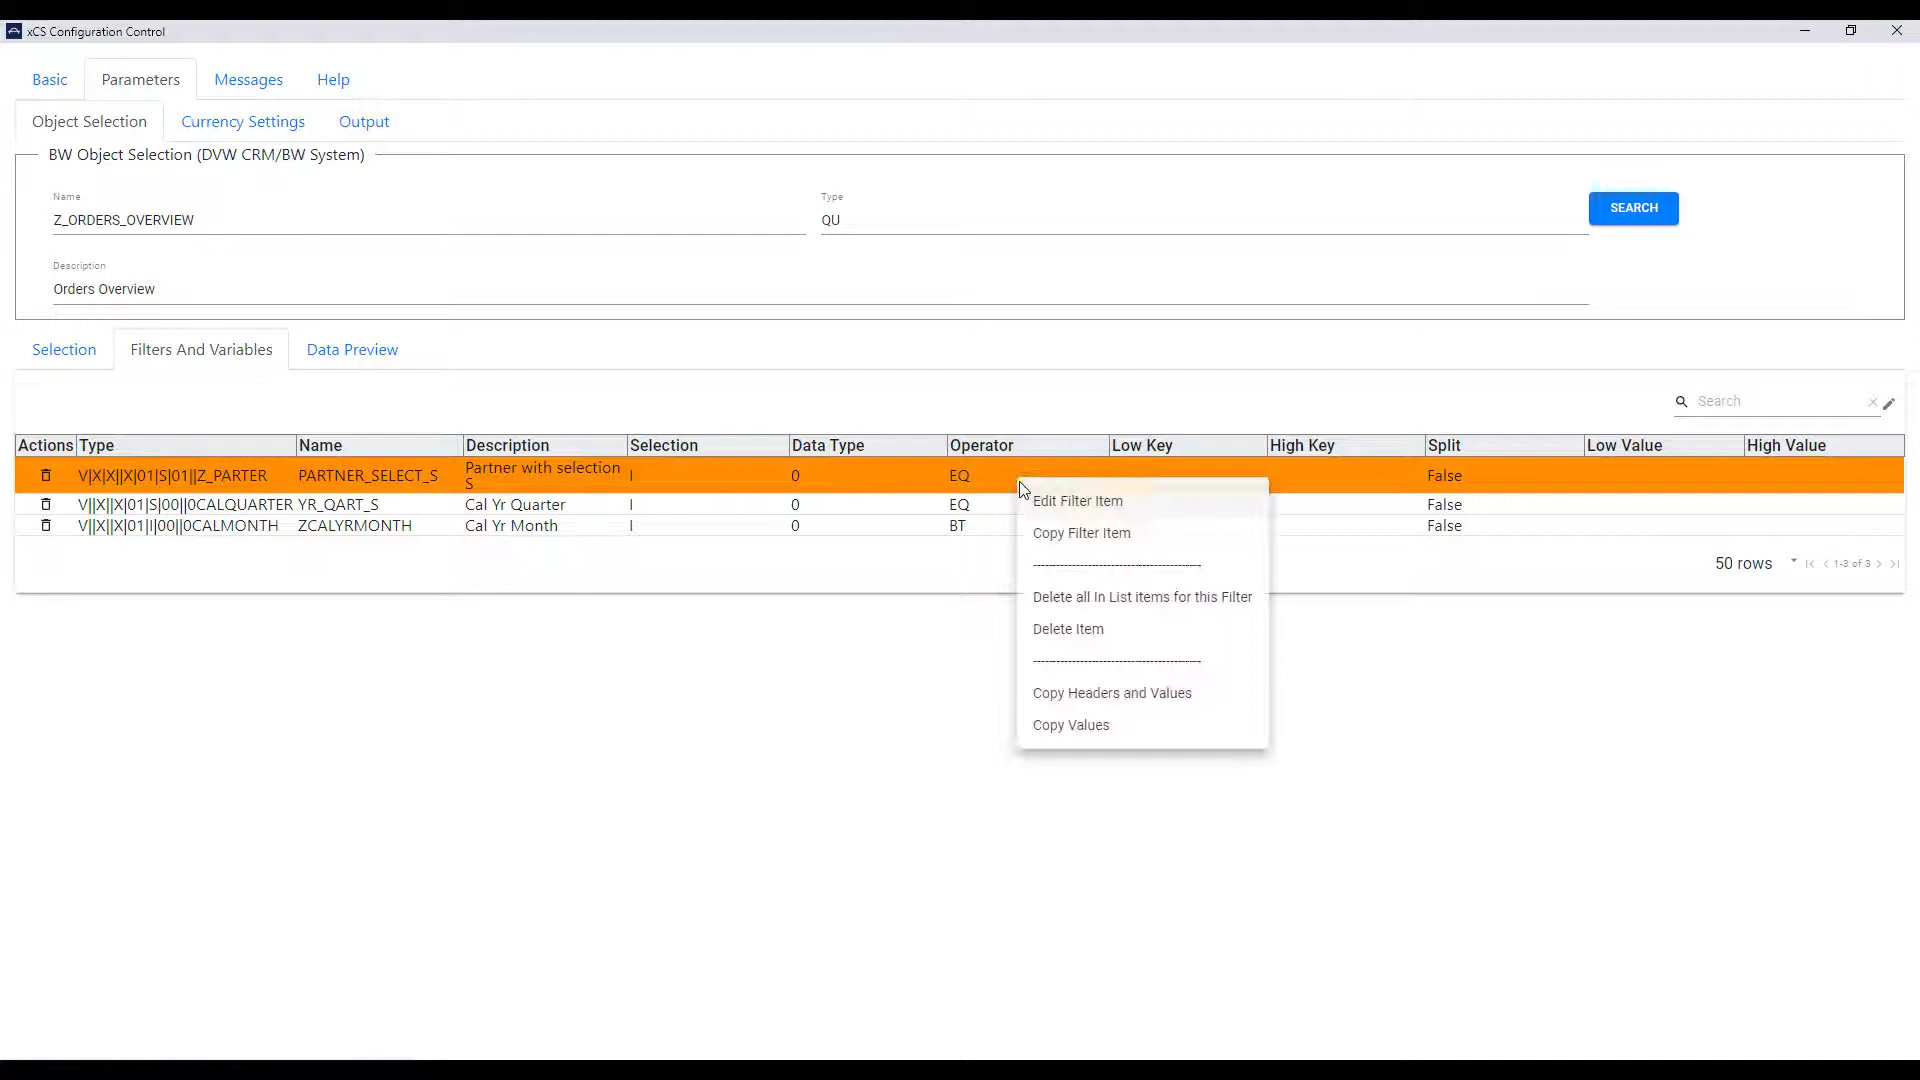 xCS Configuration Control
Basic Parameters Messages Help
Object Selection Currency Settings Output
BW Object Selection (DVW CRM/BW System)
Name Type
Z_ORDERS_OVERVIEW QU SEARCH
Description
Orders Overview
Selection Filters And Variables Data Preview
Search
Actions Type Name Description Selection Data Type Operator Low Key High Key Split Low Value High Value
V|X|X||X|01|S|01||Z_PARTER PARTNER_SELECT_S Partner with selection S I 0 EQ False
V||X||X|01|S|00||0CALQUARTER YR_QART_S Cal Yr Quarter I 0 EQ False
V||X||X|01|I|00||0CALMONTH ZCALYRMONTH Cal Yr Month I 0 BT False
50 rows 1-3 of 3
Edit Filter Item
Copy Filter Item
------------------------------------------
Delete all In List items for this Filter
Delete Item
------------------------------------------
Copy Headers and Values
Copy Values